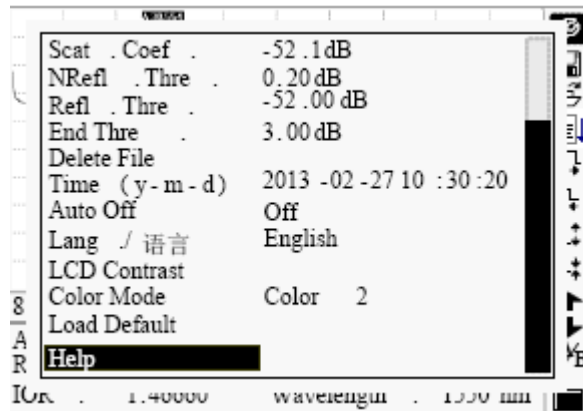 Scat . Coef . -52 .1dB
NRefl . Thre . 0.20 dB
Refl . Thre . -52 .00 dB
End Thre . 3.00 dB
Delete File
Time ( y - m - d ) 2013 -02 -27 10 :30 :20
Auto Off Off
Lang ./ 语言 English
LCD Contrast
Color Mode Color 2
Load Default
8
A
R Help
IOR . 1.46660 wavelength . 1550 nm